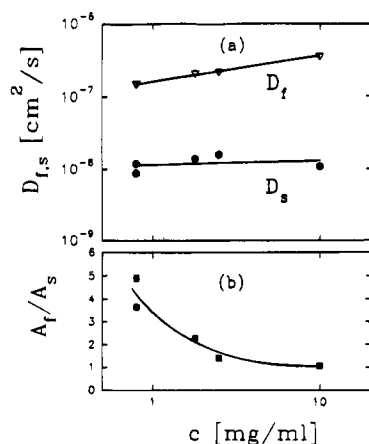 (a)
D_{f,s} [cm²/s]
10⁻⁶
10⁻⁷
10⁻⁸
10⁻⁹
D_f
D_s
(b)
A_f/A_s
6
5
4
3
2
1
0
1
10
c [mg/ml]